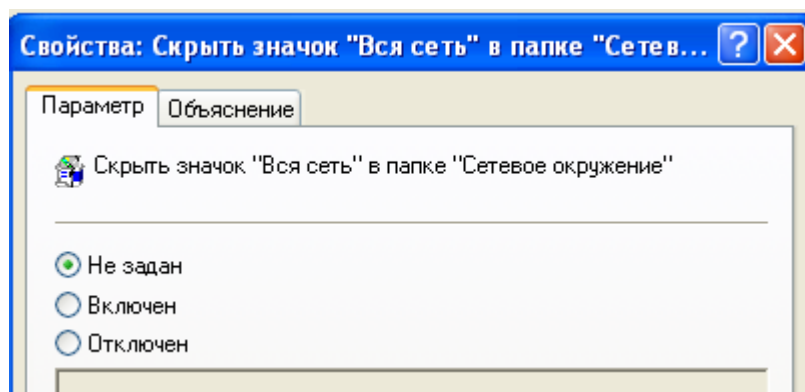 Свойства: Скрыть значок "Вся сеть" в папке "Сетев...
Параметр Объяснение
Скрыть значок "Вся сеть" в папке "Сетевое окружение"
Не задан
Включен
Отключен